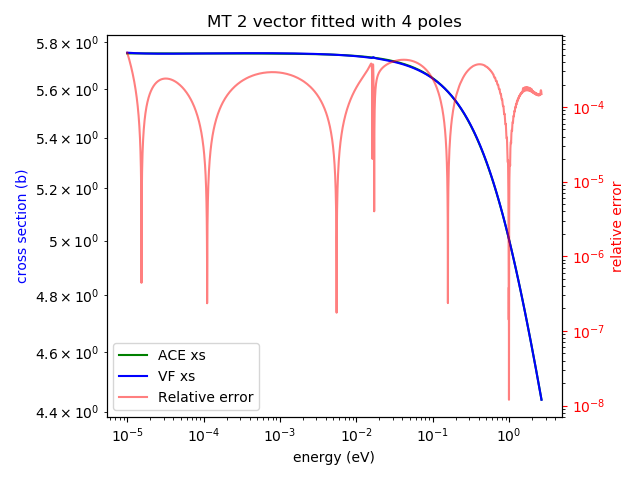 MT 2 vector fitted with 4 poles
cross section (b)
5.8 × 10⁰
5.6 × 10⁰
5.4 × 10⁰
5.2 × 10⁰
5 × 10⁰
4.8 × 10⁰
4.6 × 10⁰
4.4 × 10⁰
ACE xs
VF xs
Relative error
10⁻⁵ 10⁻⁴ 10⁻³ 10⁻² 10⁻¹ 10⁰
energy (eV)
10⁻⁴
10⁻⁵
10⁻⁶
10⁻⁷
10⁻⁸
relative error